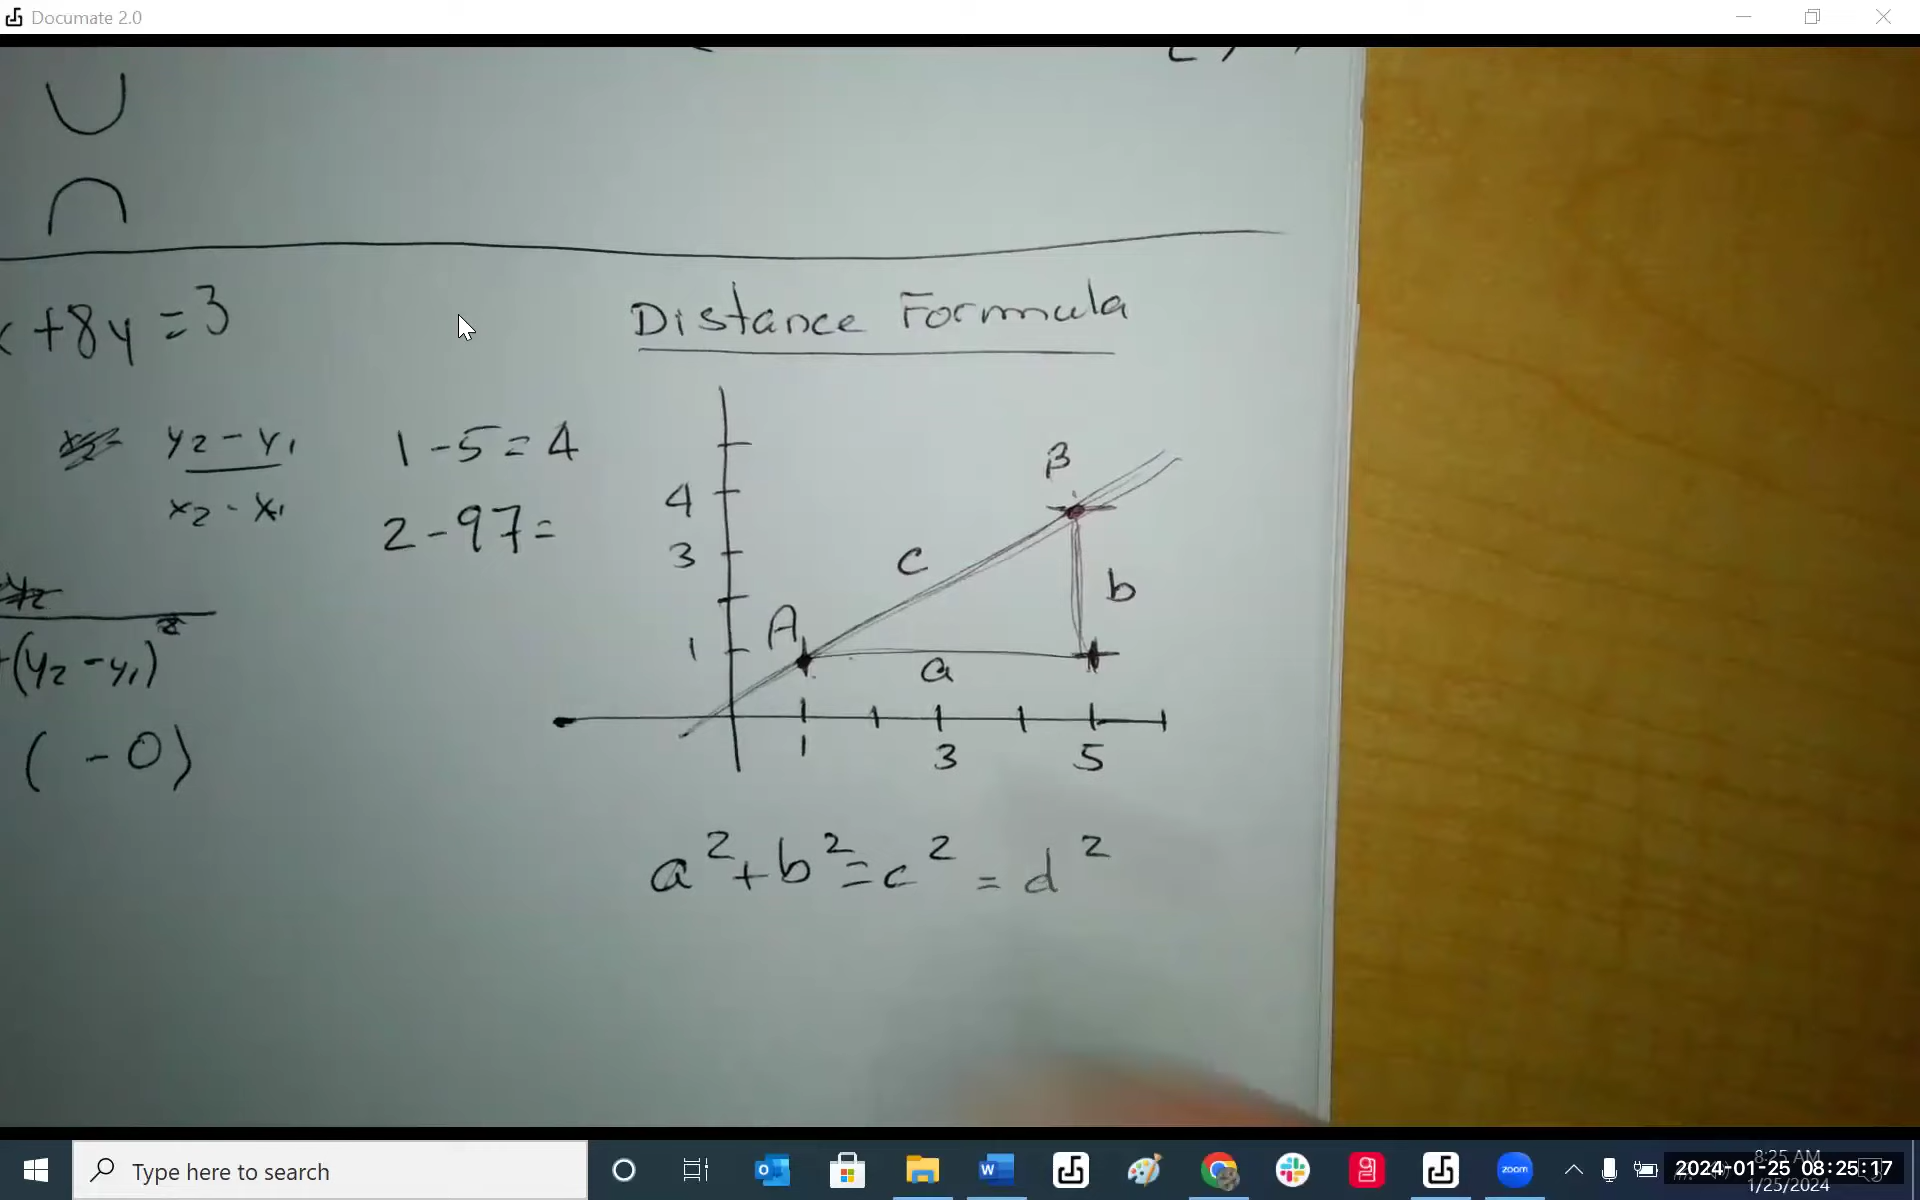 Documate 2.0
∪
∩
+8y=3
Distance Formula
y2-y1
x2-x1
1-5=4
2-97=
(y2-y1)²
(-0)
4
3
1
A
B
C
a
b
1 3 5
a²+b²=c²=d²
Type here to search
zoom
8:25 AM
2024-01-25 08:25:17
1/25/2024